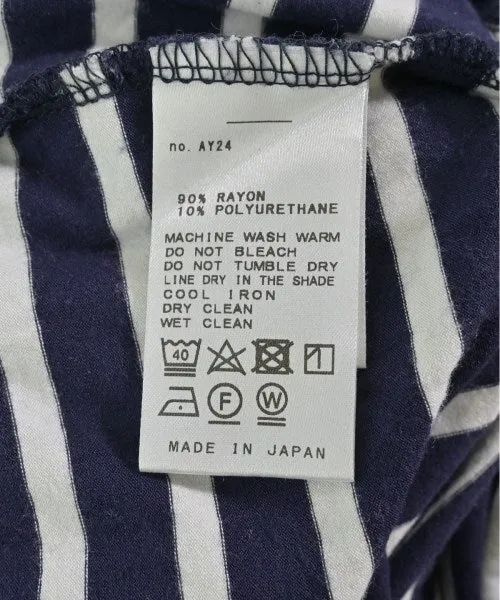 no. AY24
90% RAYON
10% POLYURETHANE
MACHINE WASH WARM
DO NOT BLEACH
DO NOT TUMBLE DRY
LINE DRY IN THE SHADE
COOL IRON
DRY CLEAN
WET CLEAN
40
F W
MADE IN JAPAN